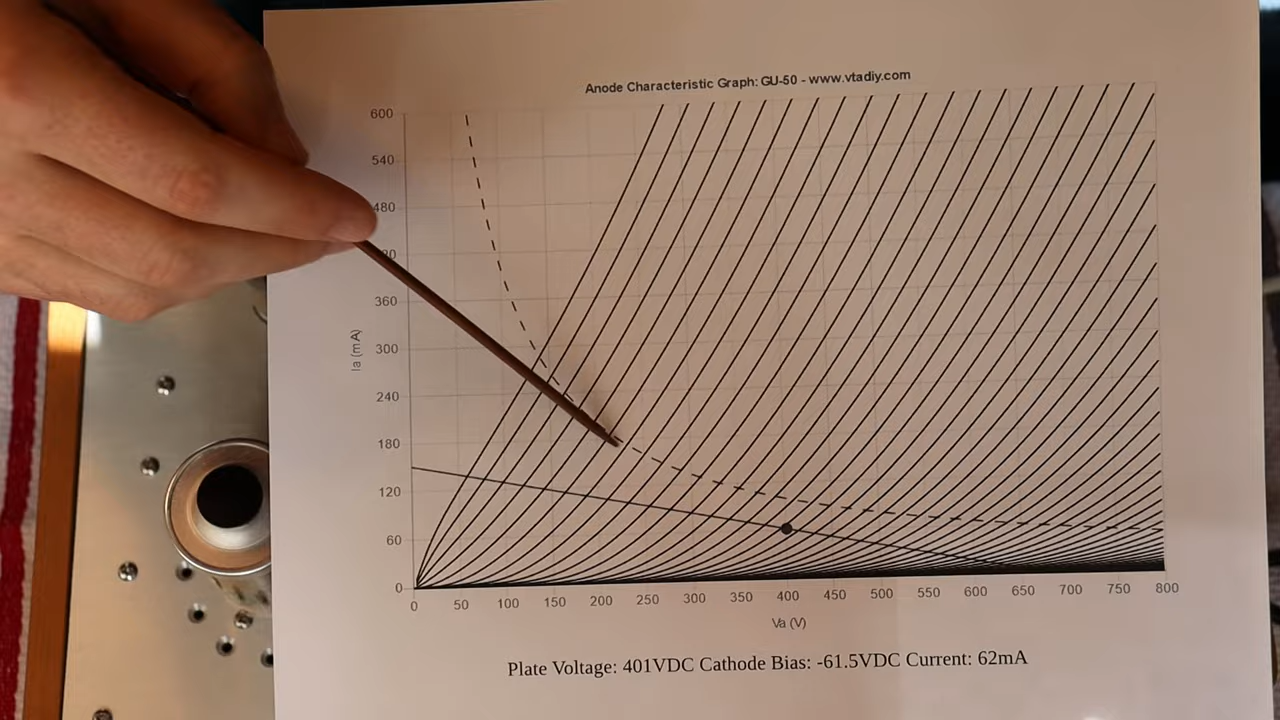 Anode Characteristic Graph: GU-50 - www.vtadiy.com
600
540
480
360
300
240
180
120
60
0
Ia (mA)
0 50 100 150 200 250 300 350 400 450 500 550 600 650 700 750 800
Va (V)
Plate Voltage: 401VDC Cathode Bias: -61.5VDC Current: 62mA